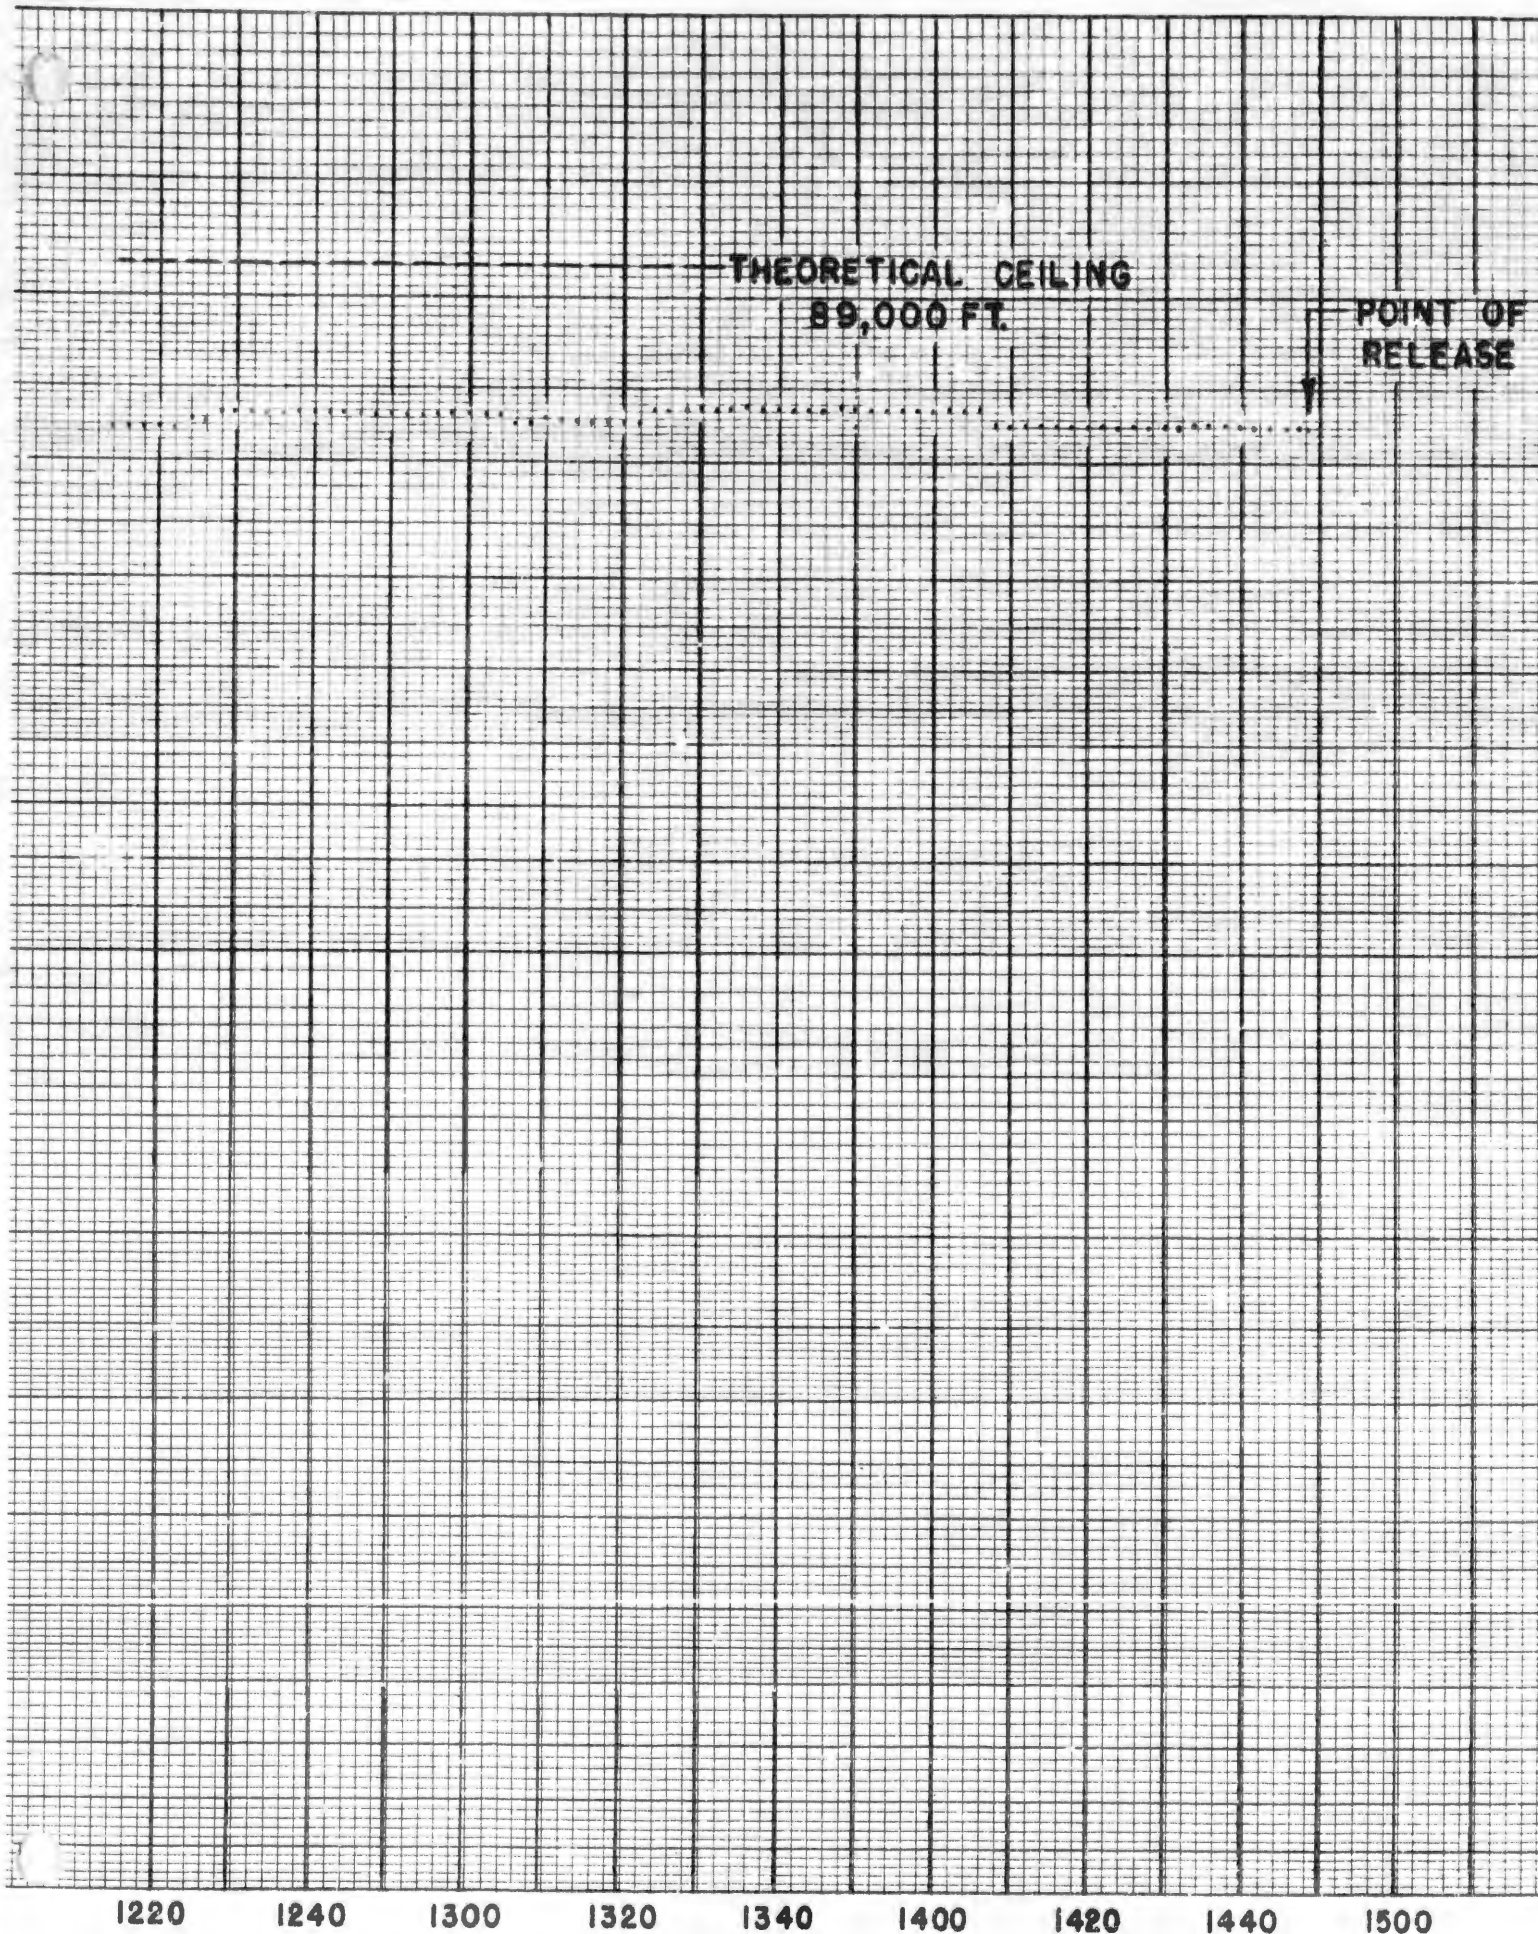 THEORETICAL CEILING
89,000 FT.
POINT OF
RELEASE
1220 1240 1300 1320 1340 1400 1420 1440 1500